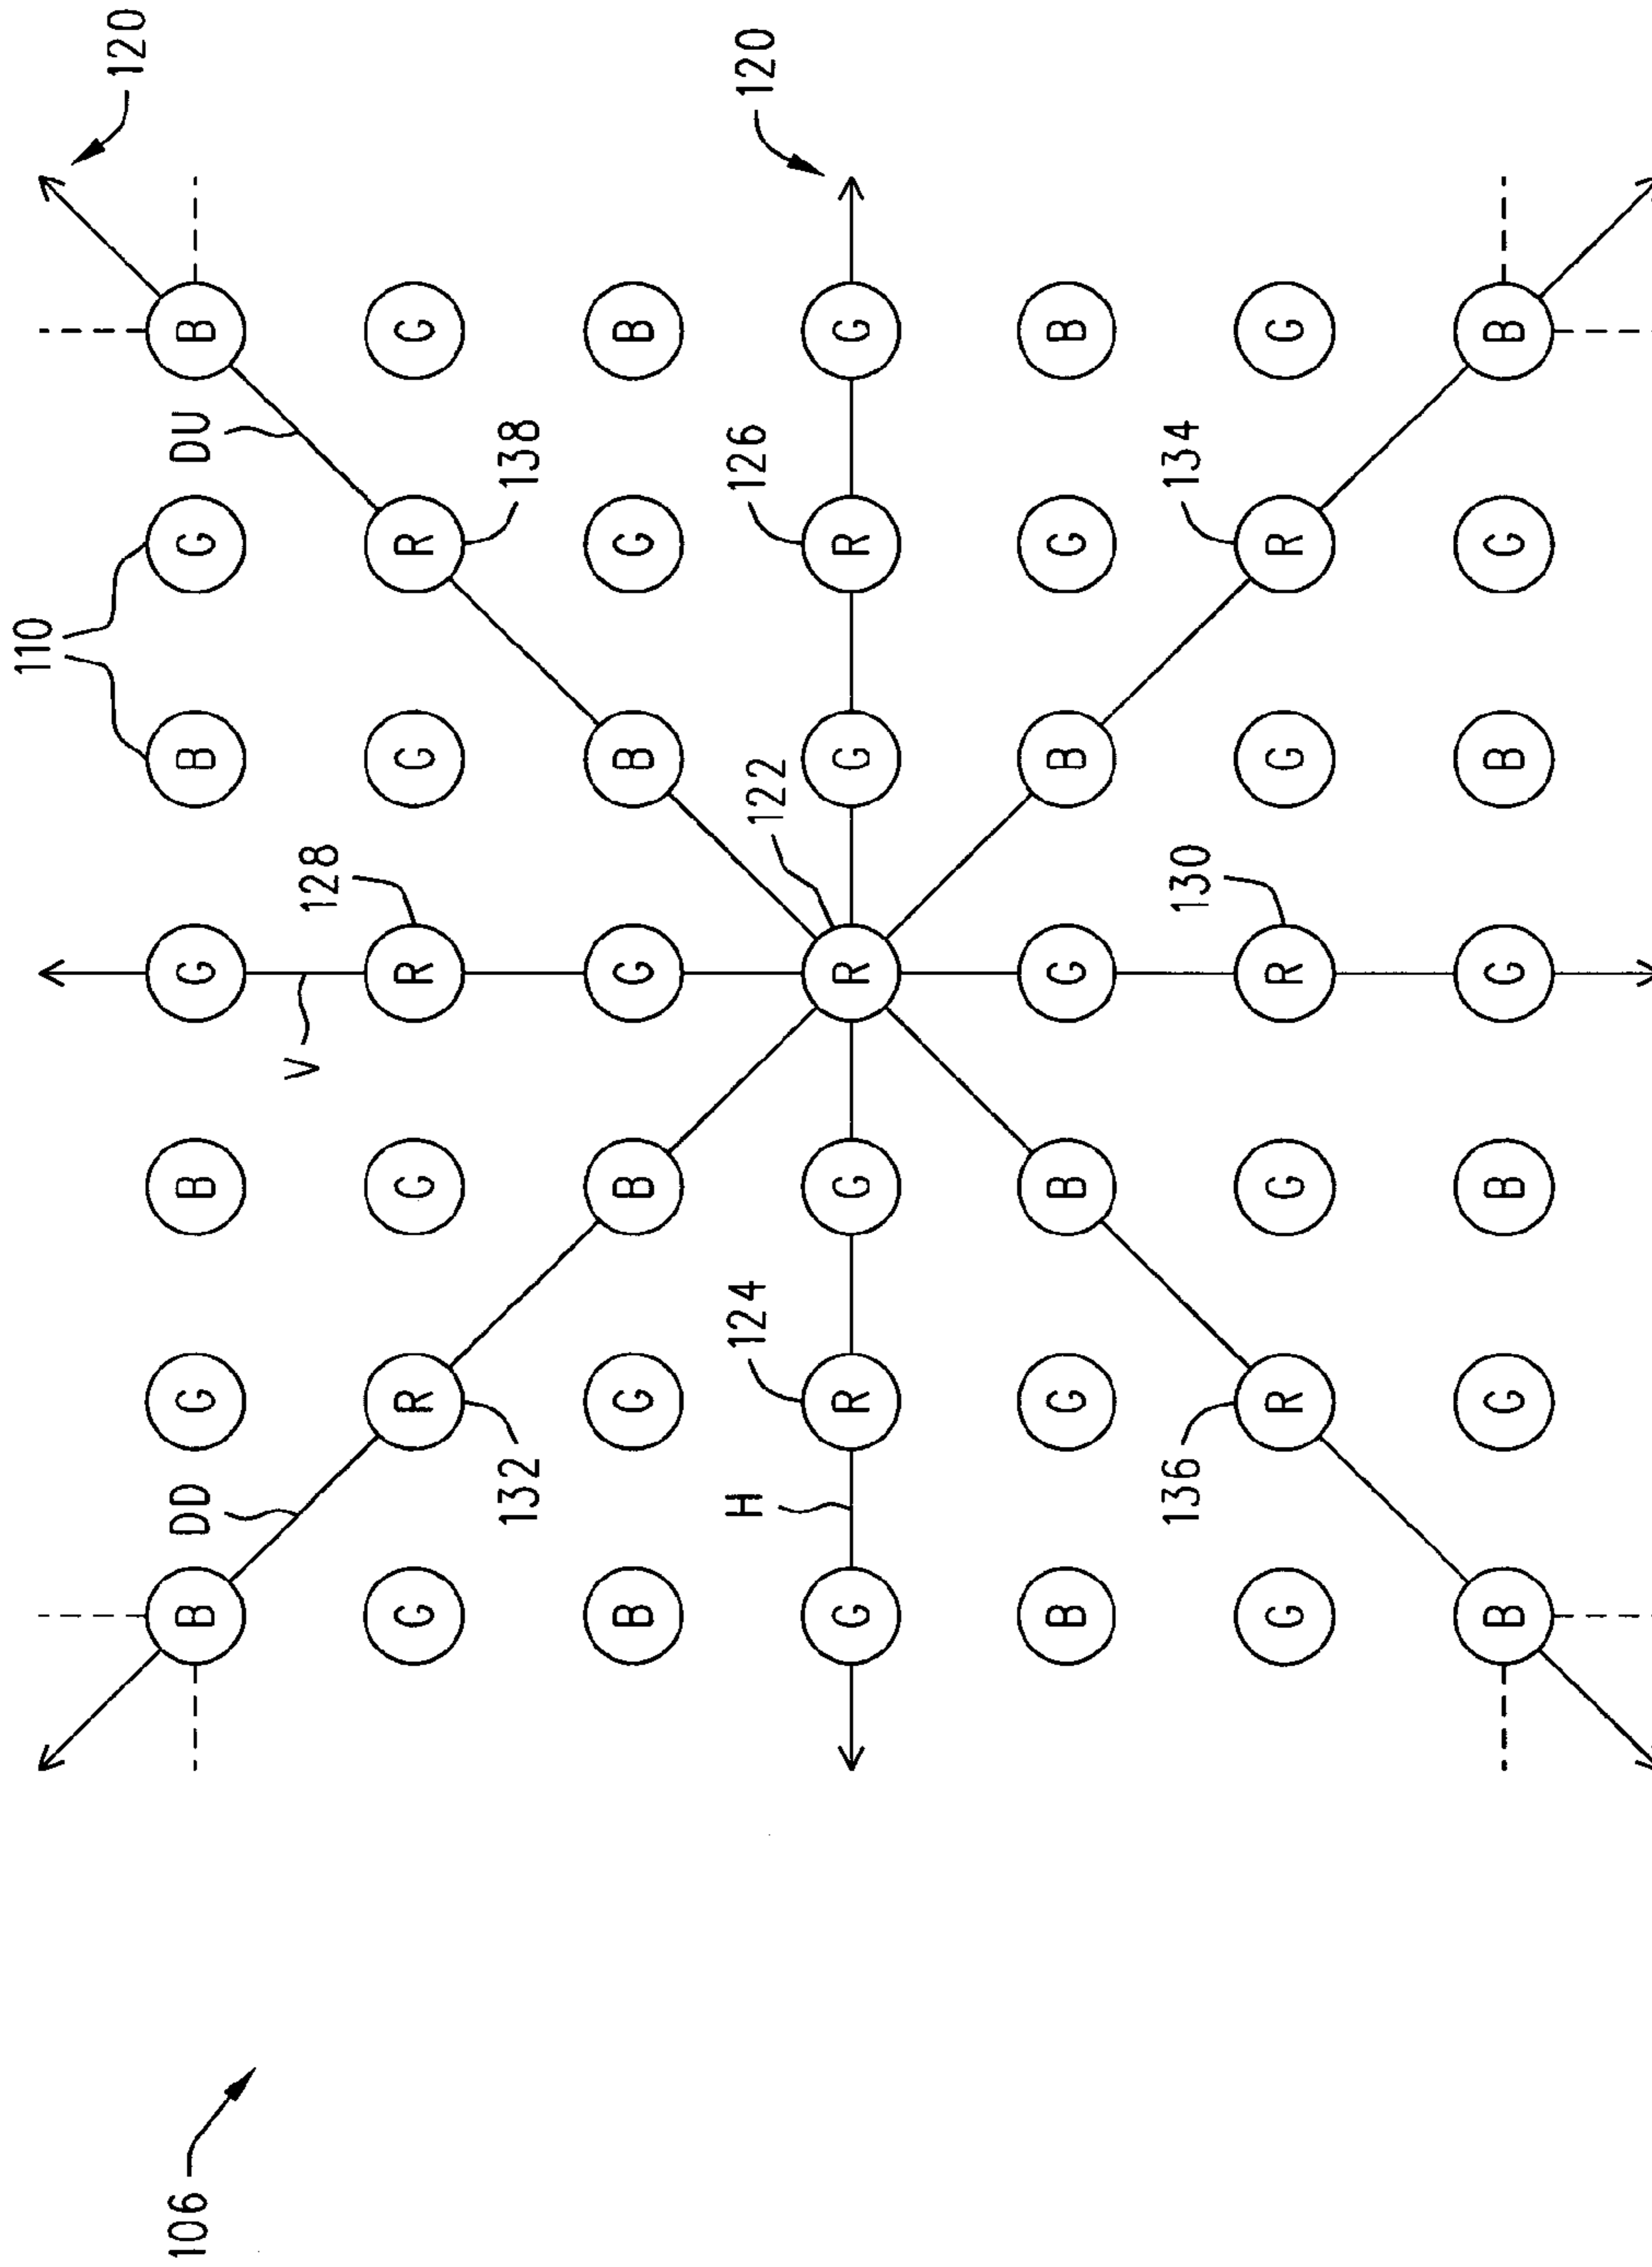 110
120
106
DD
DU
B G B G B G B
V
128
G R G R G R G
132
138
B G B G B G B
H
124
122
126
120
G R G R G R G
B G B G B G B
136
130
134
G R G R G R G
B G B G B G B